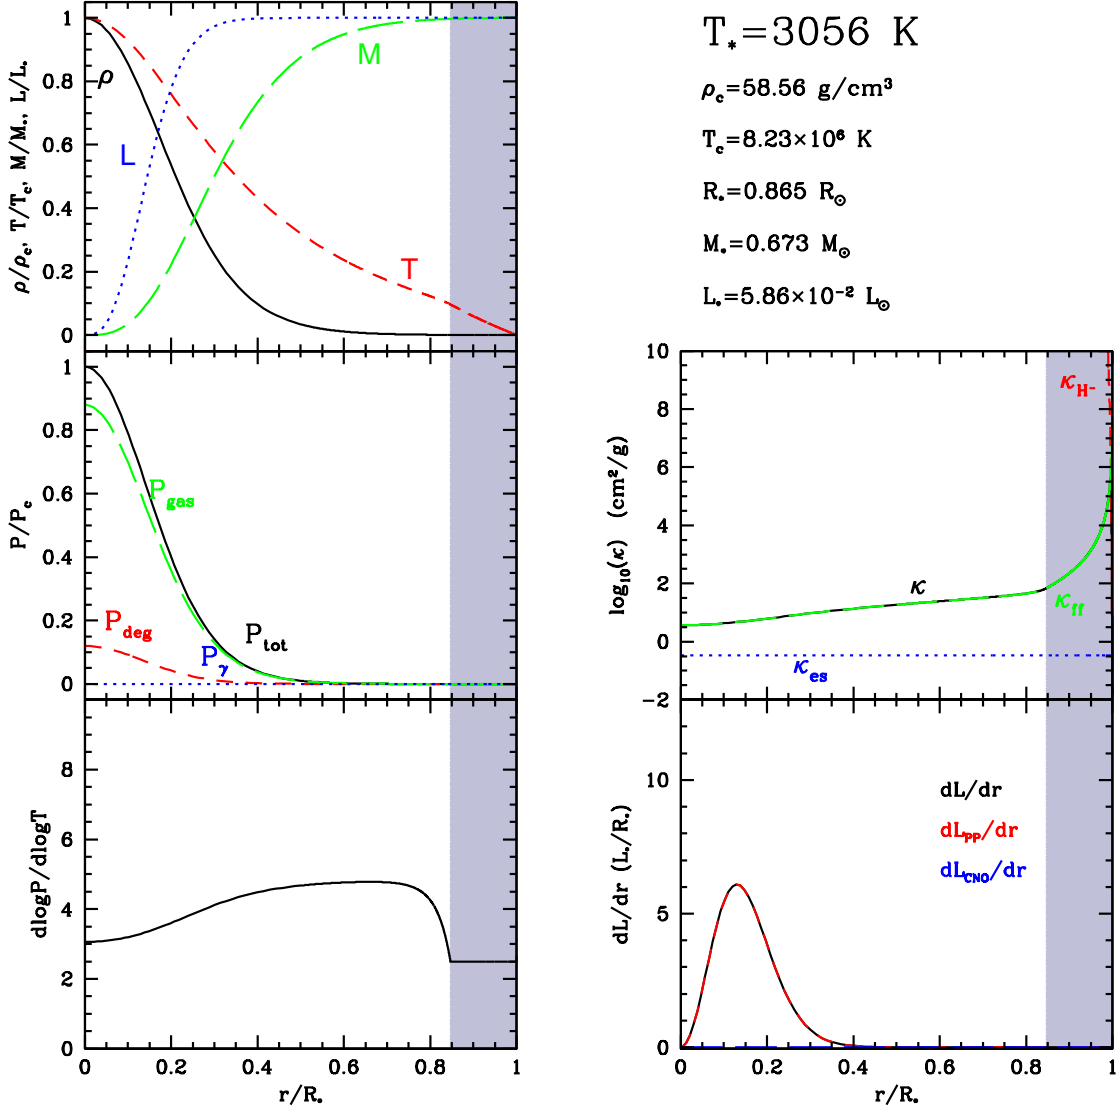 T*=3056 K
ρc=58.56 g/cm³
Tc=8.23×10⁶ K
R*=0.865 R⊙
M*=0.673 M⊙
L*=5.86×10⁻² L⊙
ρ/ρc, T/Tc, M/M*, L/L*
1
0.8
0.6
0.4
0.2
0
ρ
L
M
T
P/Pc
1
0.8
0.6
0.4
0.2
0
Pgas
Pdeg
Pγ
Ptot
dlogP/dlogT
8
6
4
2
0
0
0.2
0.4
0.6
0.8
1
r/R*
log₁₀(κ) (cm²/g)
10
8
6
4
2
0
−2
κH⁻
κ
κff
κes
dL/dr (L*/R*)
10
5
0
dL/dr
dLPP/dr
dLCNO/dr
0
0.2
0.4
0.6
0.8
1
r/R*